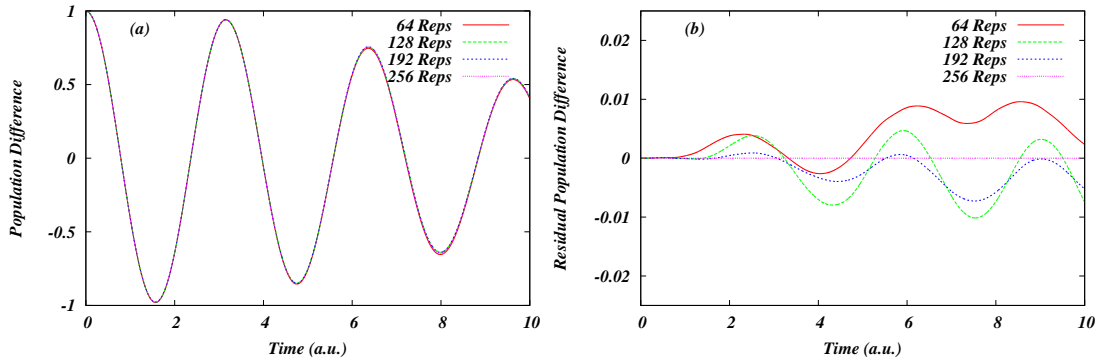 (a)
64 Reps
128 Reps
192 Reps
256 Reps
1
0.5
0
-0.5
-1
Population Difference
0 2 4 6 8 10
Time (a.u.)
(b)
64 Reps
128 Reps
192 Reps
256 Reps
0.02
0.01
0
-0.01
-0.02
Residual Population Difference
0 2 4 6 8 10
Time (a.u.)